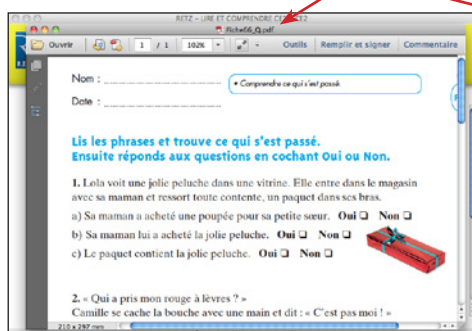 RETZ - LIRE ET COMPRENDRE
Fiche66_Q.pdf
Ouvrir
1 / 1
102%
Outils
Remplir et signer
Commentaire
Nom :
• Comprendre ce qui s'est passé.
Date :
Lis les phrases et trouve ce qui s'est passé.
Ensuite réponds aux questions en cochant Oui ou Non.
1. Lola voit une jolie peluche dans une vitrine. Elle entre dans le magasin
avec sa maman et ressort toute contente, un paquet dans ses bras.
a) Sa maman a acheté une poupée pour sa petite sœur. Oui ❑ Non ❑
b) Sa maman lui a acheté la jolie peluche. Oui ❑ Non ❑
c) Le paquet contient la jolie peluche. Oui ❑ Non ❑
2. « Qui a pris mon rouge à lèvres ? »
Camille se cache la bouche avec une main et dit : « C'est pas moi ! »
210 x 297 mm